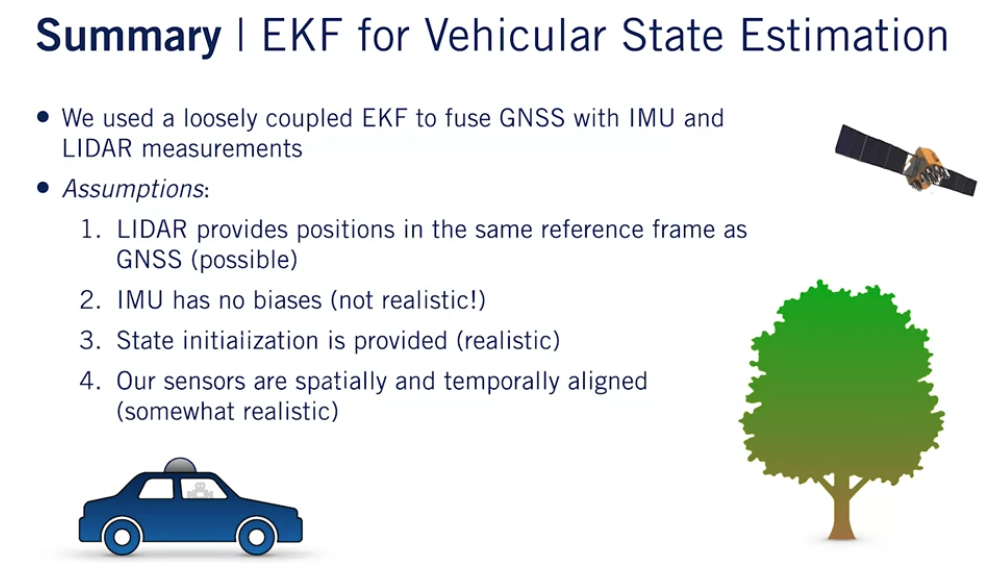 Summary | EKF for Vehicular State Estimation
• We used a loosely coupled EKF to fuse GNSS with IMU and
LIDAR measurements
• Assumptions:
1. LIDAR provides positions in the same reference frame as
GNSS (possible)
2. IMU has no biases (not realistic!)
3. State initialization is provided (realistic)
4. Our sensors are spatially and temporally aligned
(somewhat realistic)